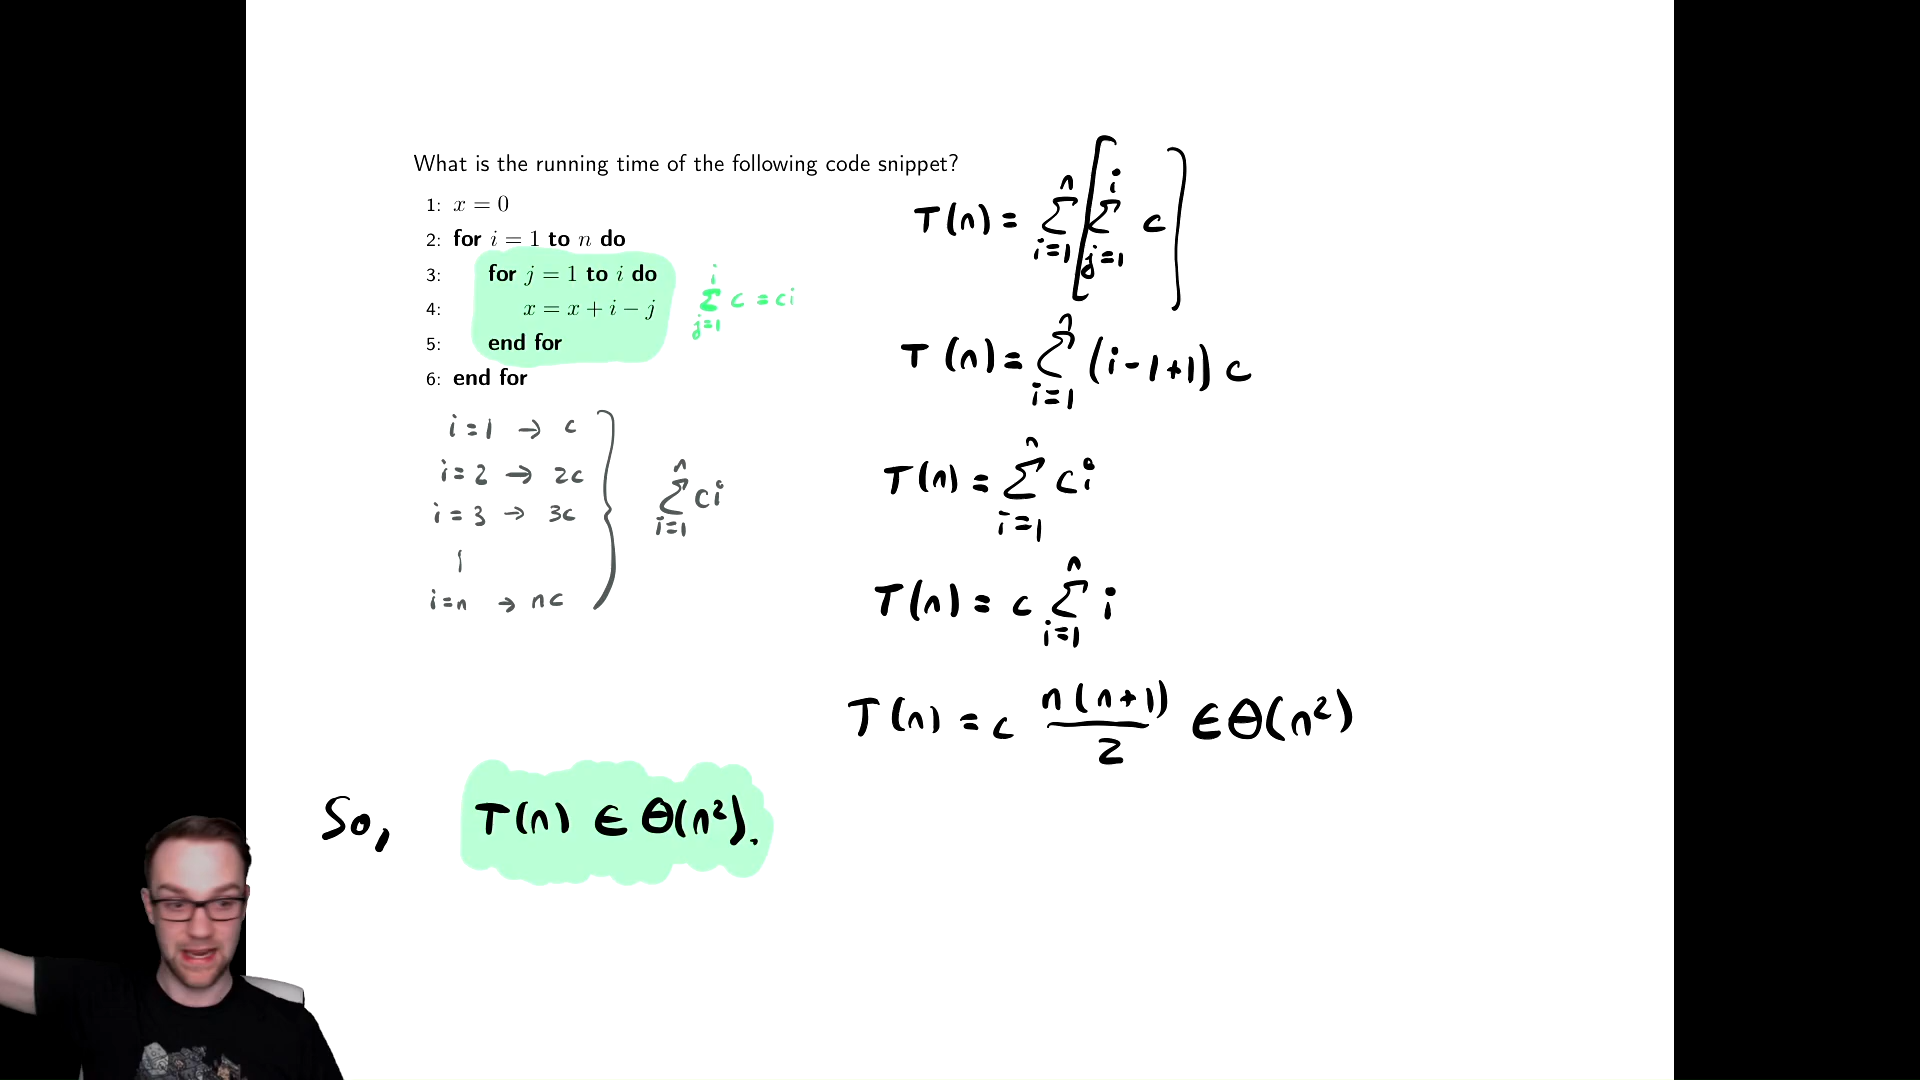 What is the running time of the following code snippet?
1: x = 0
2: for i = 1 to n do
3: for j = 1 to i do
4: x = x + i − j
5: end for
6: end for
∑_{j=1}^{i} c = ci
i=1 → c
i=2 → 2c
i=3 → 3c
i=n → nc
∑_{i=1}^{n} ci
T(n) = ∑_{i=1}^{n} [∑_{j=1}^{i} c]
T(n) = ∑_{i=1}^{n} (i-1+1) c
T(n) = ∑_{i=1}^{n} ci
T(n) = c ∑_{i=1}^{n} i
T(n) = c n(n+1)/2 ∈ Θ(n²)
So, T(n) ∈ Θ(n²).